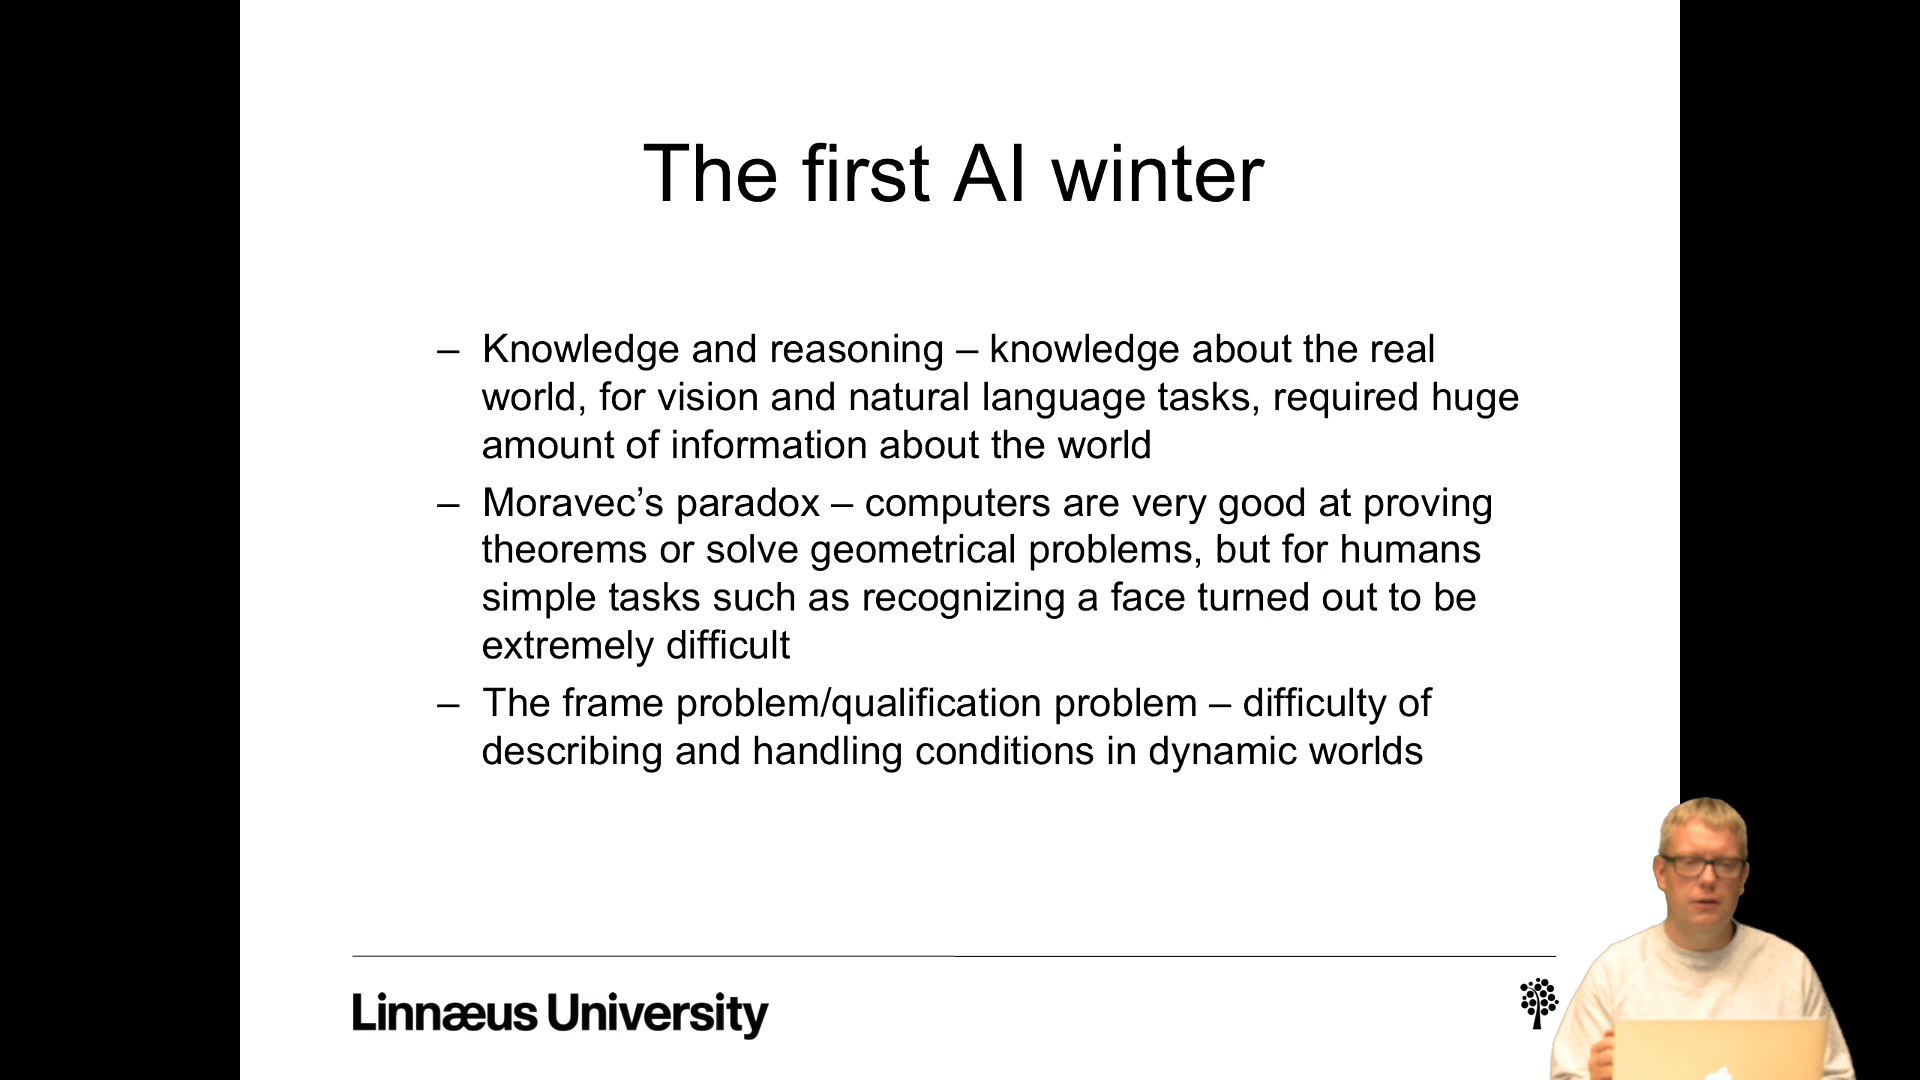 The first AI winter
– Knowledge and reasoning – knowledge about the real
world, for vision and natural language tasks, required huge
amount of information about the world
– Moravec’s paradox – computers are very good at proving
theorems or solve geometrical problems, but for humans
simple tasks such as recognizing a face turned out to be
extremely difficult
– The frame problem/qualification problem – difficulty of
describing and handling conditions in dynamic worlds
Linnæus University